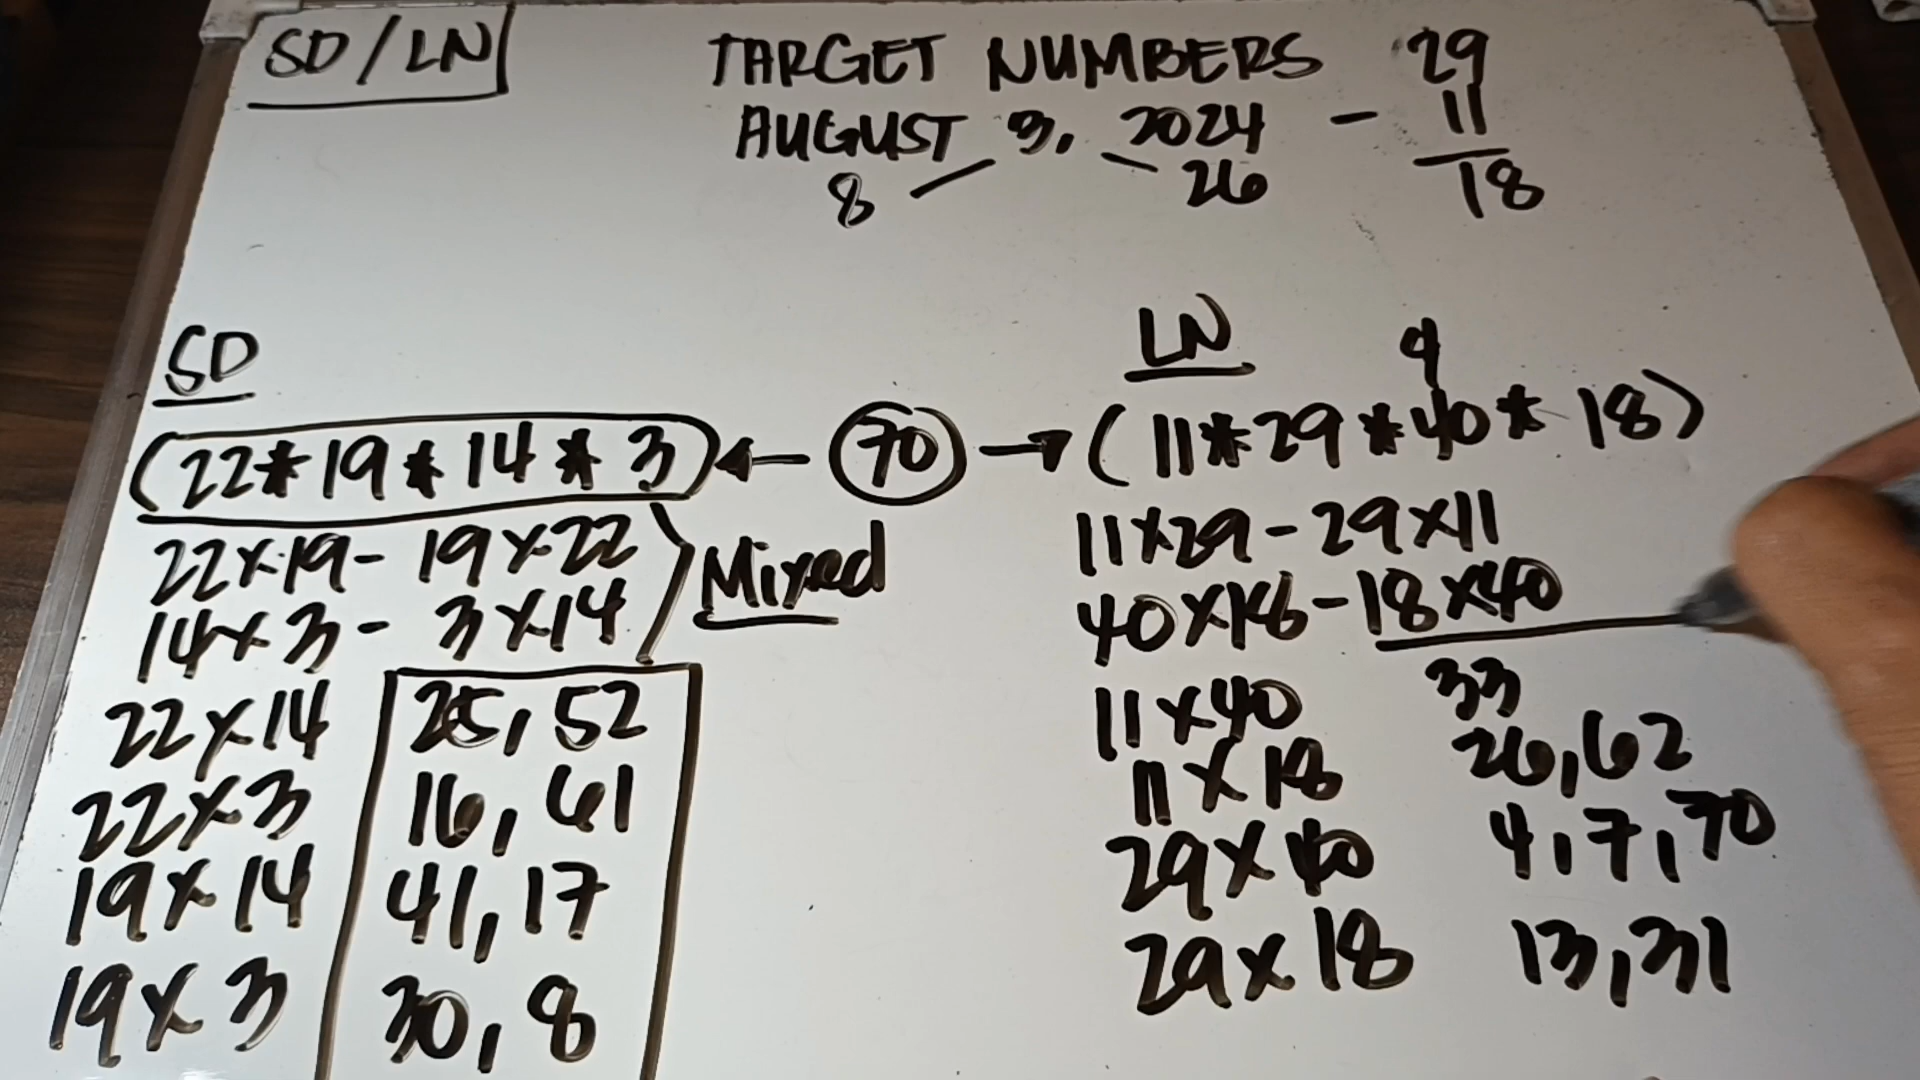 SD/LN
TARGET NUMBERS 29
AUGUST 3, 2024 - 11
8 26 18
SD
(22*19*14*3)
22x19-19x22
14x3-3x14
Mixed
22x14 25,52
22x3 16,61
19x14 41,17
19x3 30,8
70
LN 9
(11*29*40*18)
11x29-29x11
40x18-18x40
11x40 33
11x18 26,62
29x40 4,7,70
29x18 13,31